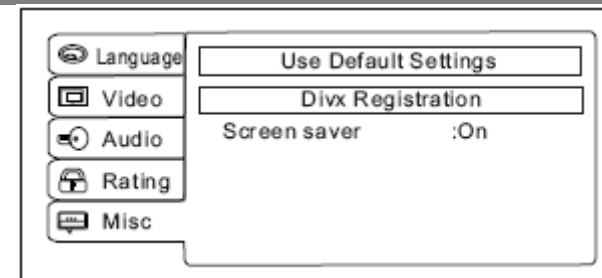 Language
Video
Audio
Rating
Misc
Use Default Settings
Divx Registration
Screen saver :On